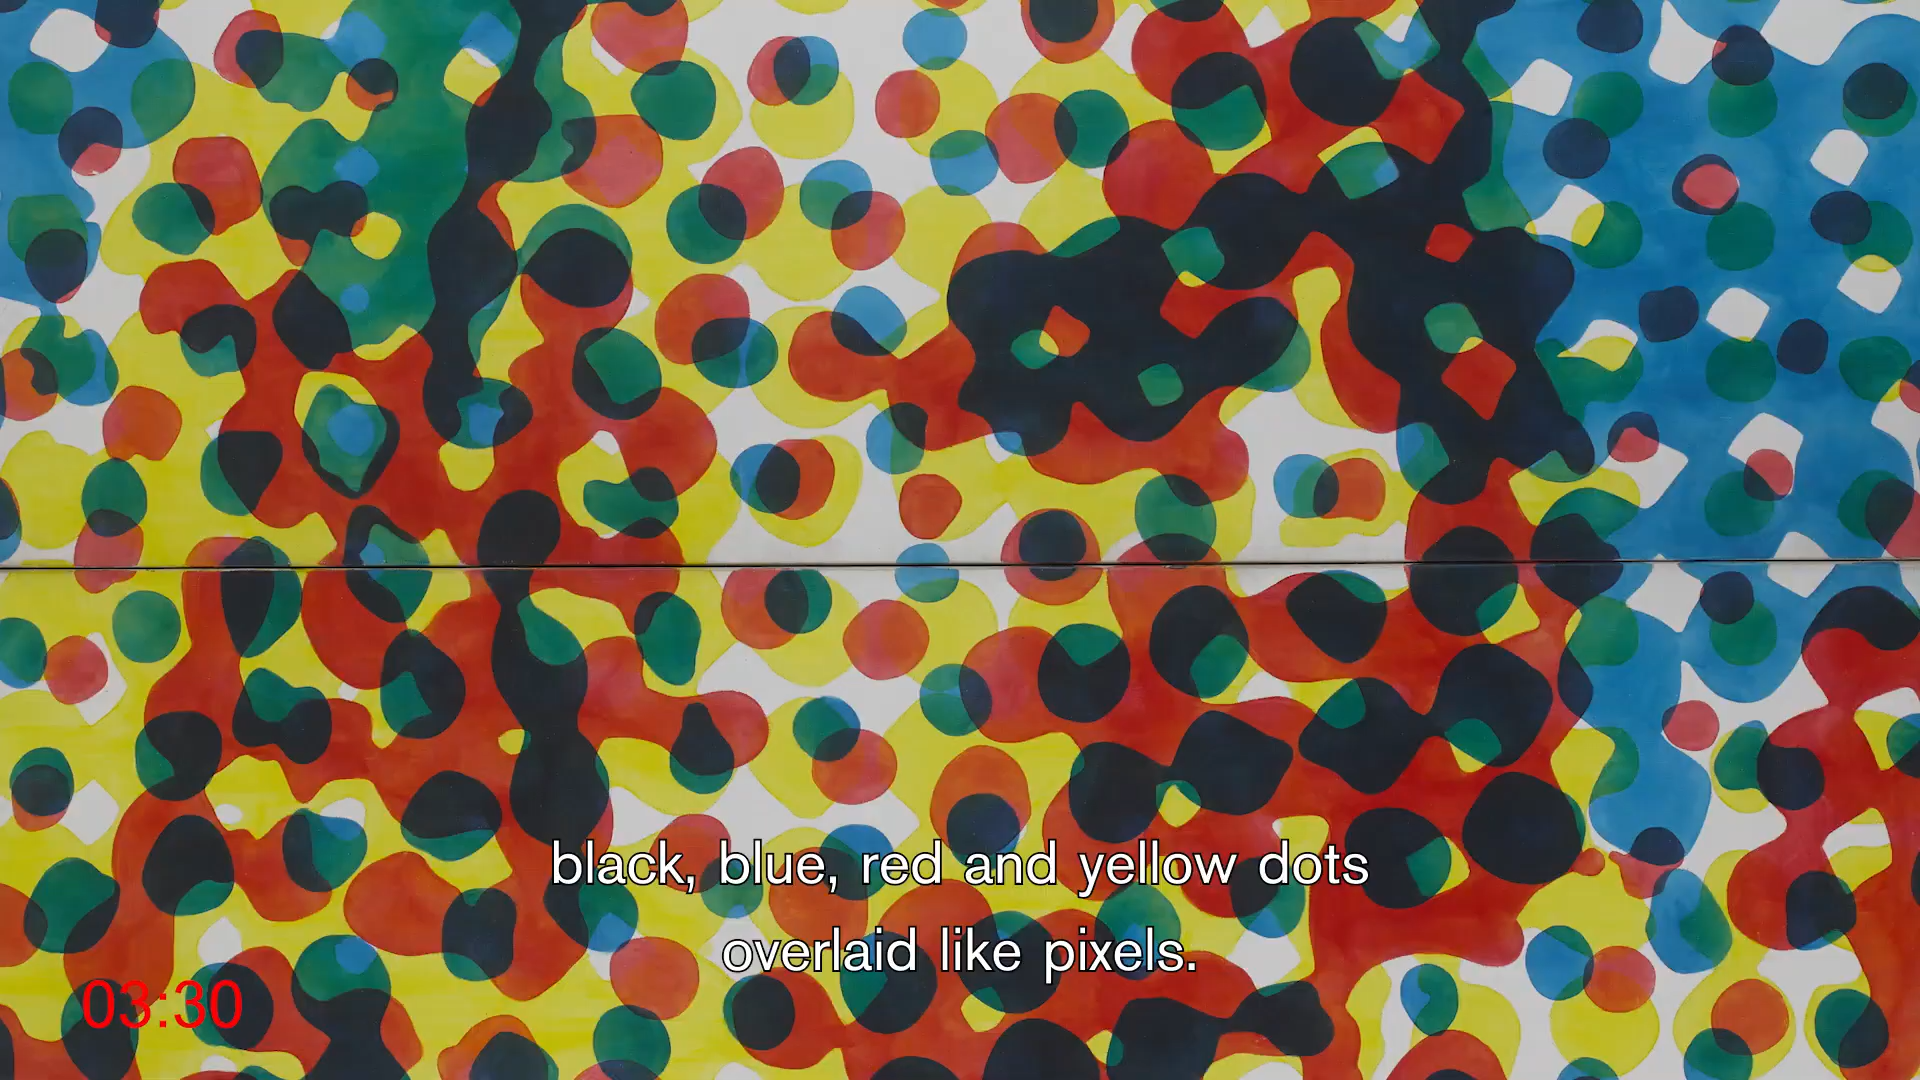 black, blue, red and yellow dots
overlaid like pixels.
03:30